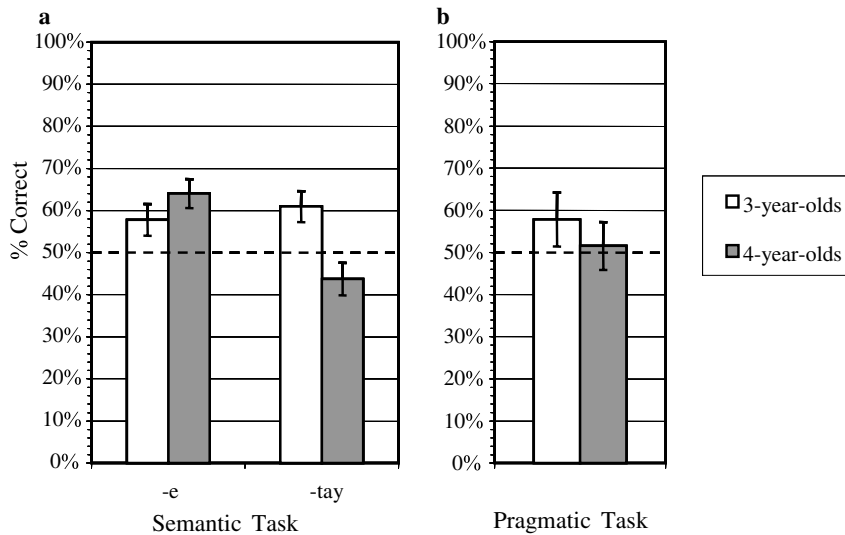 a
100%
90%
80%
70%
60%
50%
40%
30%
20%
10%
0%
% Correct
-e
-tay
Semantic Task
b
100%
90%
80%
70%
60%
50%
40%
30%
20%
10%
0%
Pragmatic Task
3-year-olds
4-year-olds